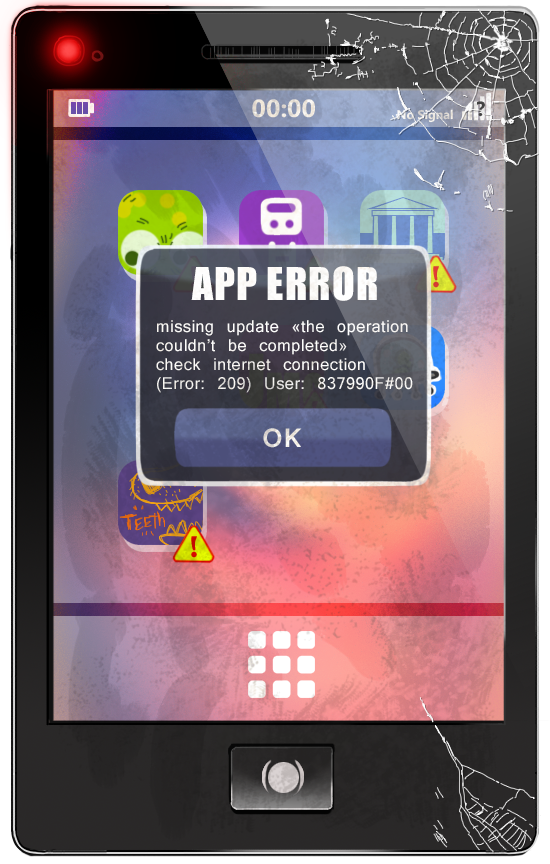 00:00
No Signal
?
APP ERROR
missing update «the operation
couldn't be completed»
check internet connection
(Error: 209) User: 837990F#00
OK
TEETH
!
!